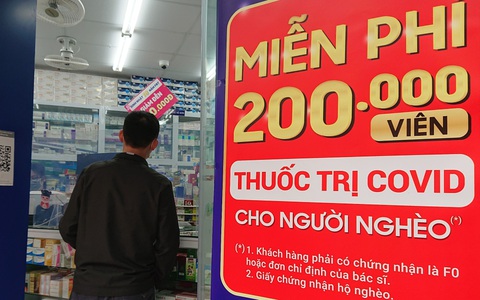 MIỄN PHÍ
200.000
VIÊN
THUỐC TRỊ COVID
CHO NGƯỜI NGHÈO(*)
(*) 1. Khách hàng phải có chứng nhận là F0
hoặc đơn chỉ định của bác sĩ.
2. Giấy chứng nhận hộ nghèo.